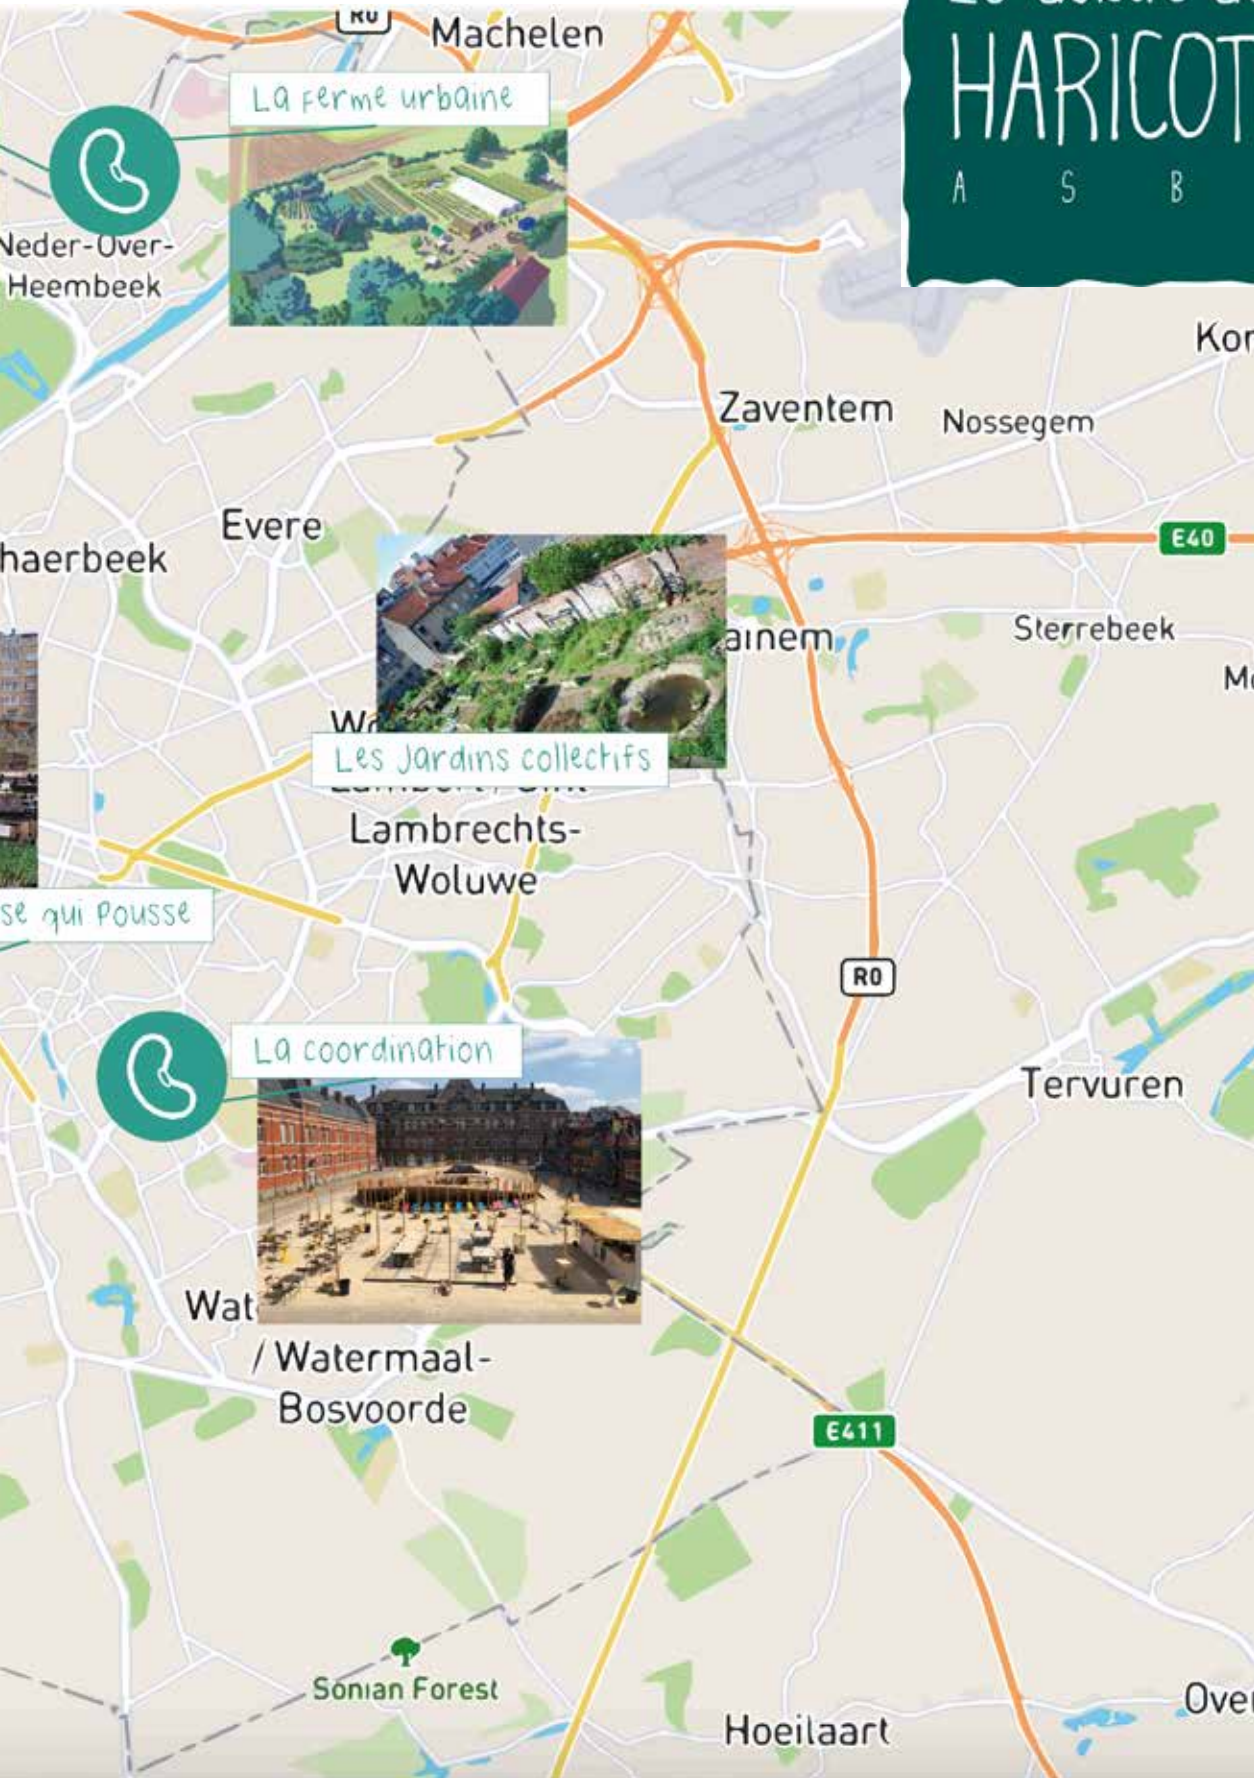 R0
Machelen
HARICOT
A S B
La ferme urbaine
Neder-Over-
Heembeek
Kor
Zaventem
Nossegem
Evere
haerbeek
E40
ainem
Sterrebeek
Les Jardins collectifs
Lambrechts-
Woluwe
se qui pousse
R0
La coordination
Tervuren
Wat
/ Watermaal-
Bosvoorde
E411
Sonian Forest
Hoeilaart
Over